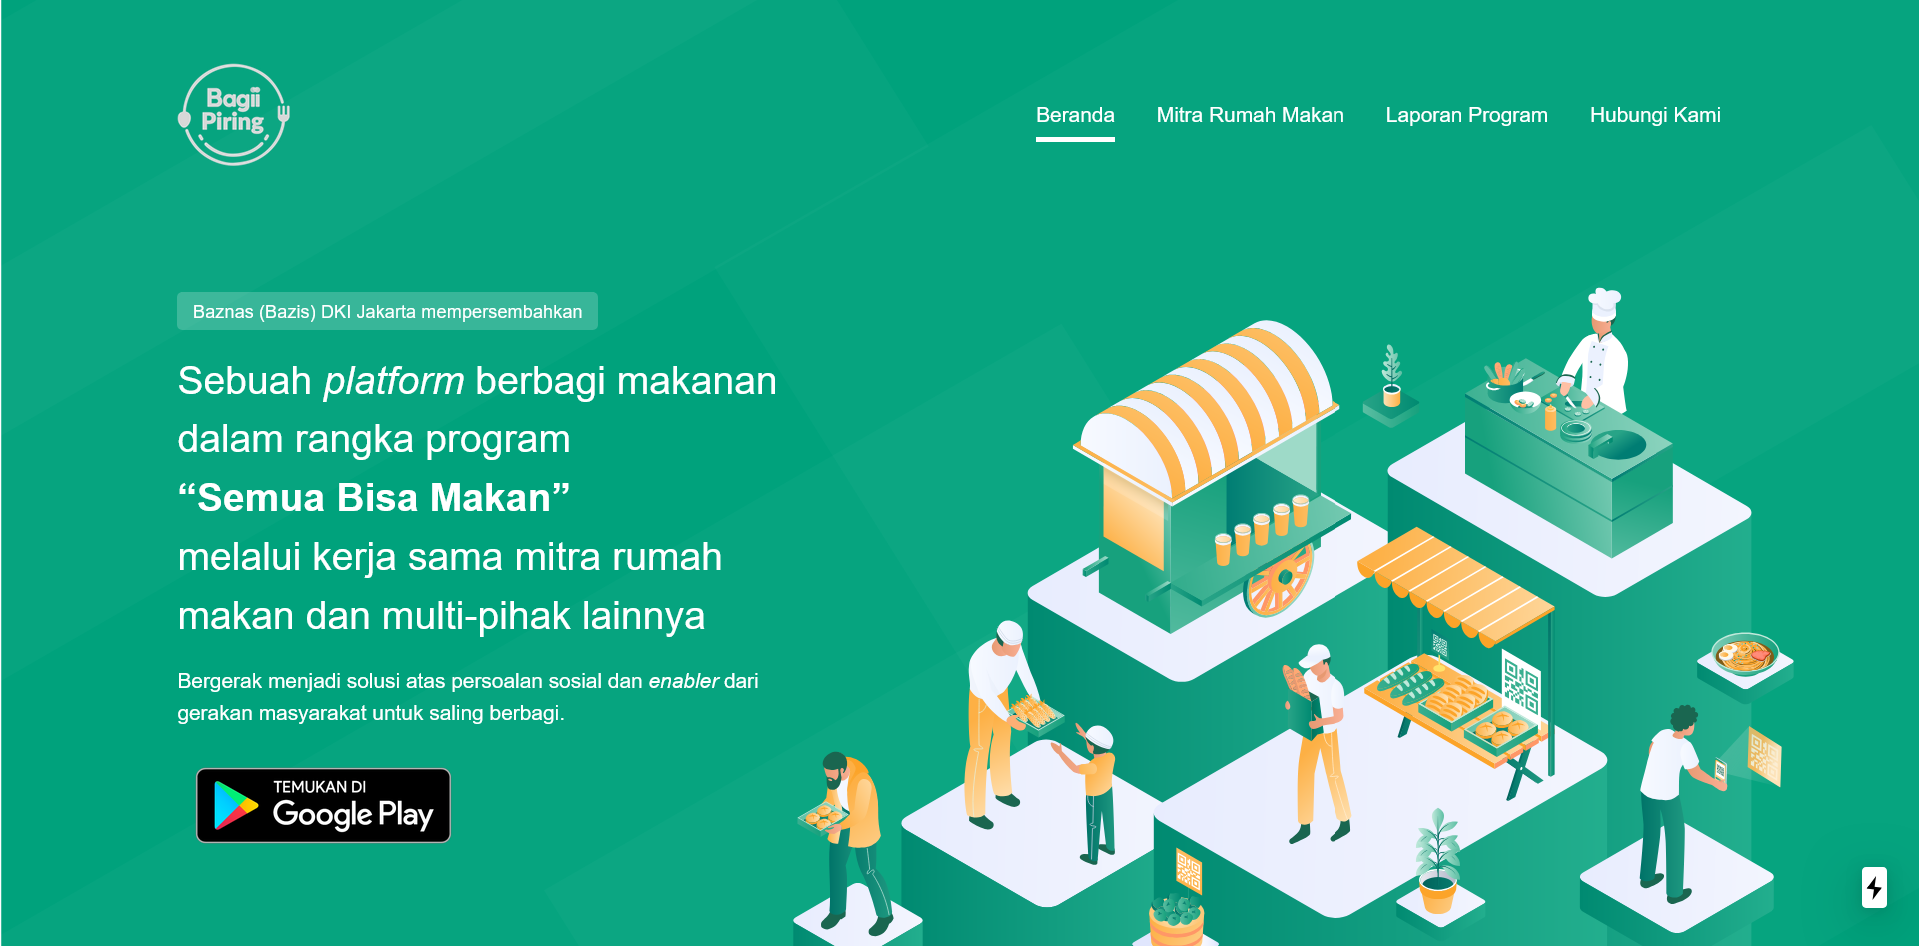 Bagii
Piring
Beranda
Mitra Rumah Makan
Laporan Program
Hubungi Kami
Baznas (Bazis) DKI Jakarta mempersembahkan
Sebuah platform berbagi makanan
dalam rangka program
“Semua Bisa Makan”
melalui kerja sama mitra rumah
makan dan multi-pihak lainnya
Bergerak menjadi solusi atas persoalan sosial dan enabler dari
gerakan masyarakat untuk saling berbagi.
TEMUKAN DI
Google Play